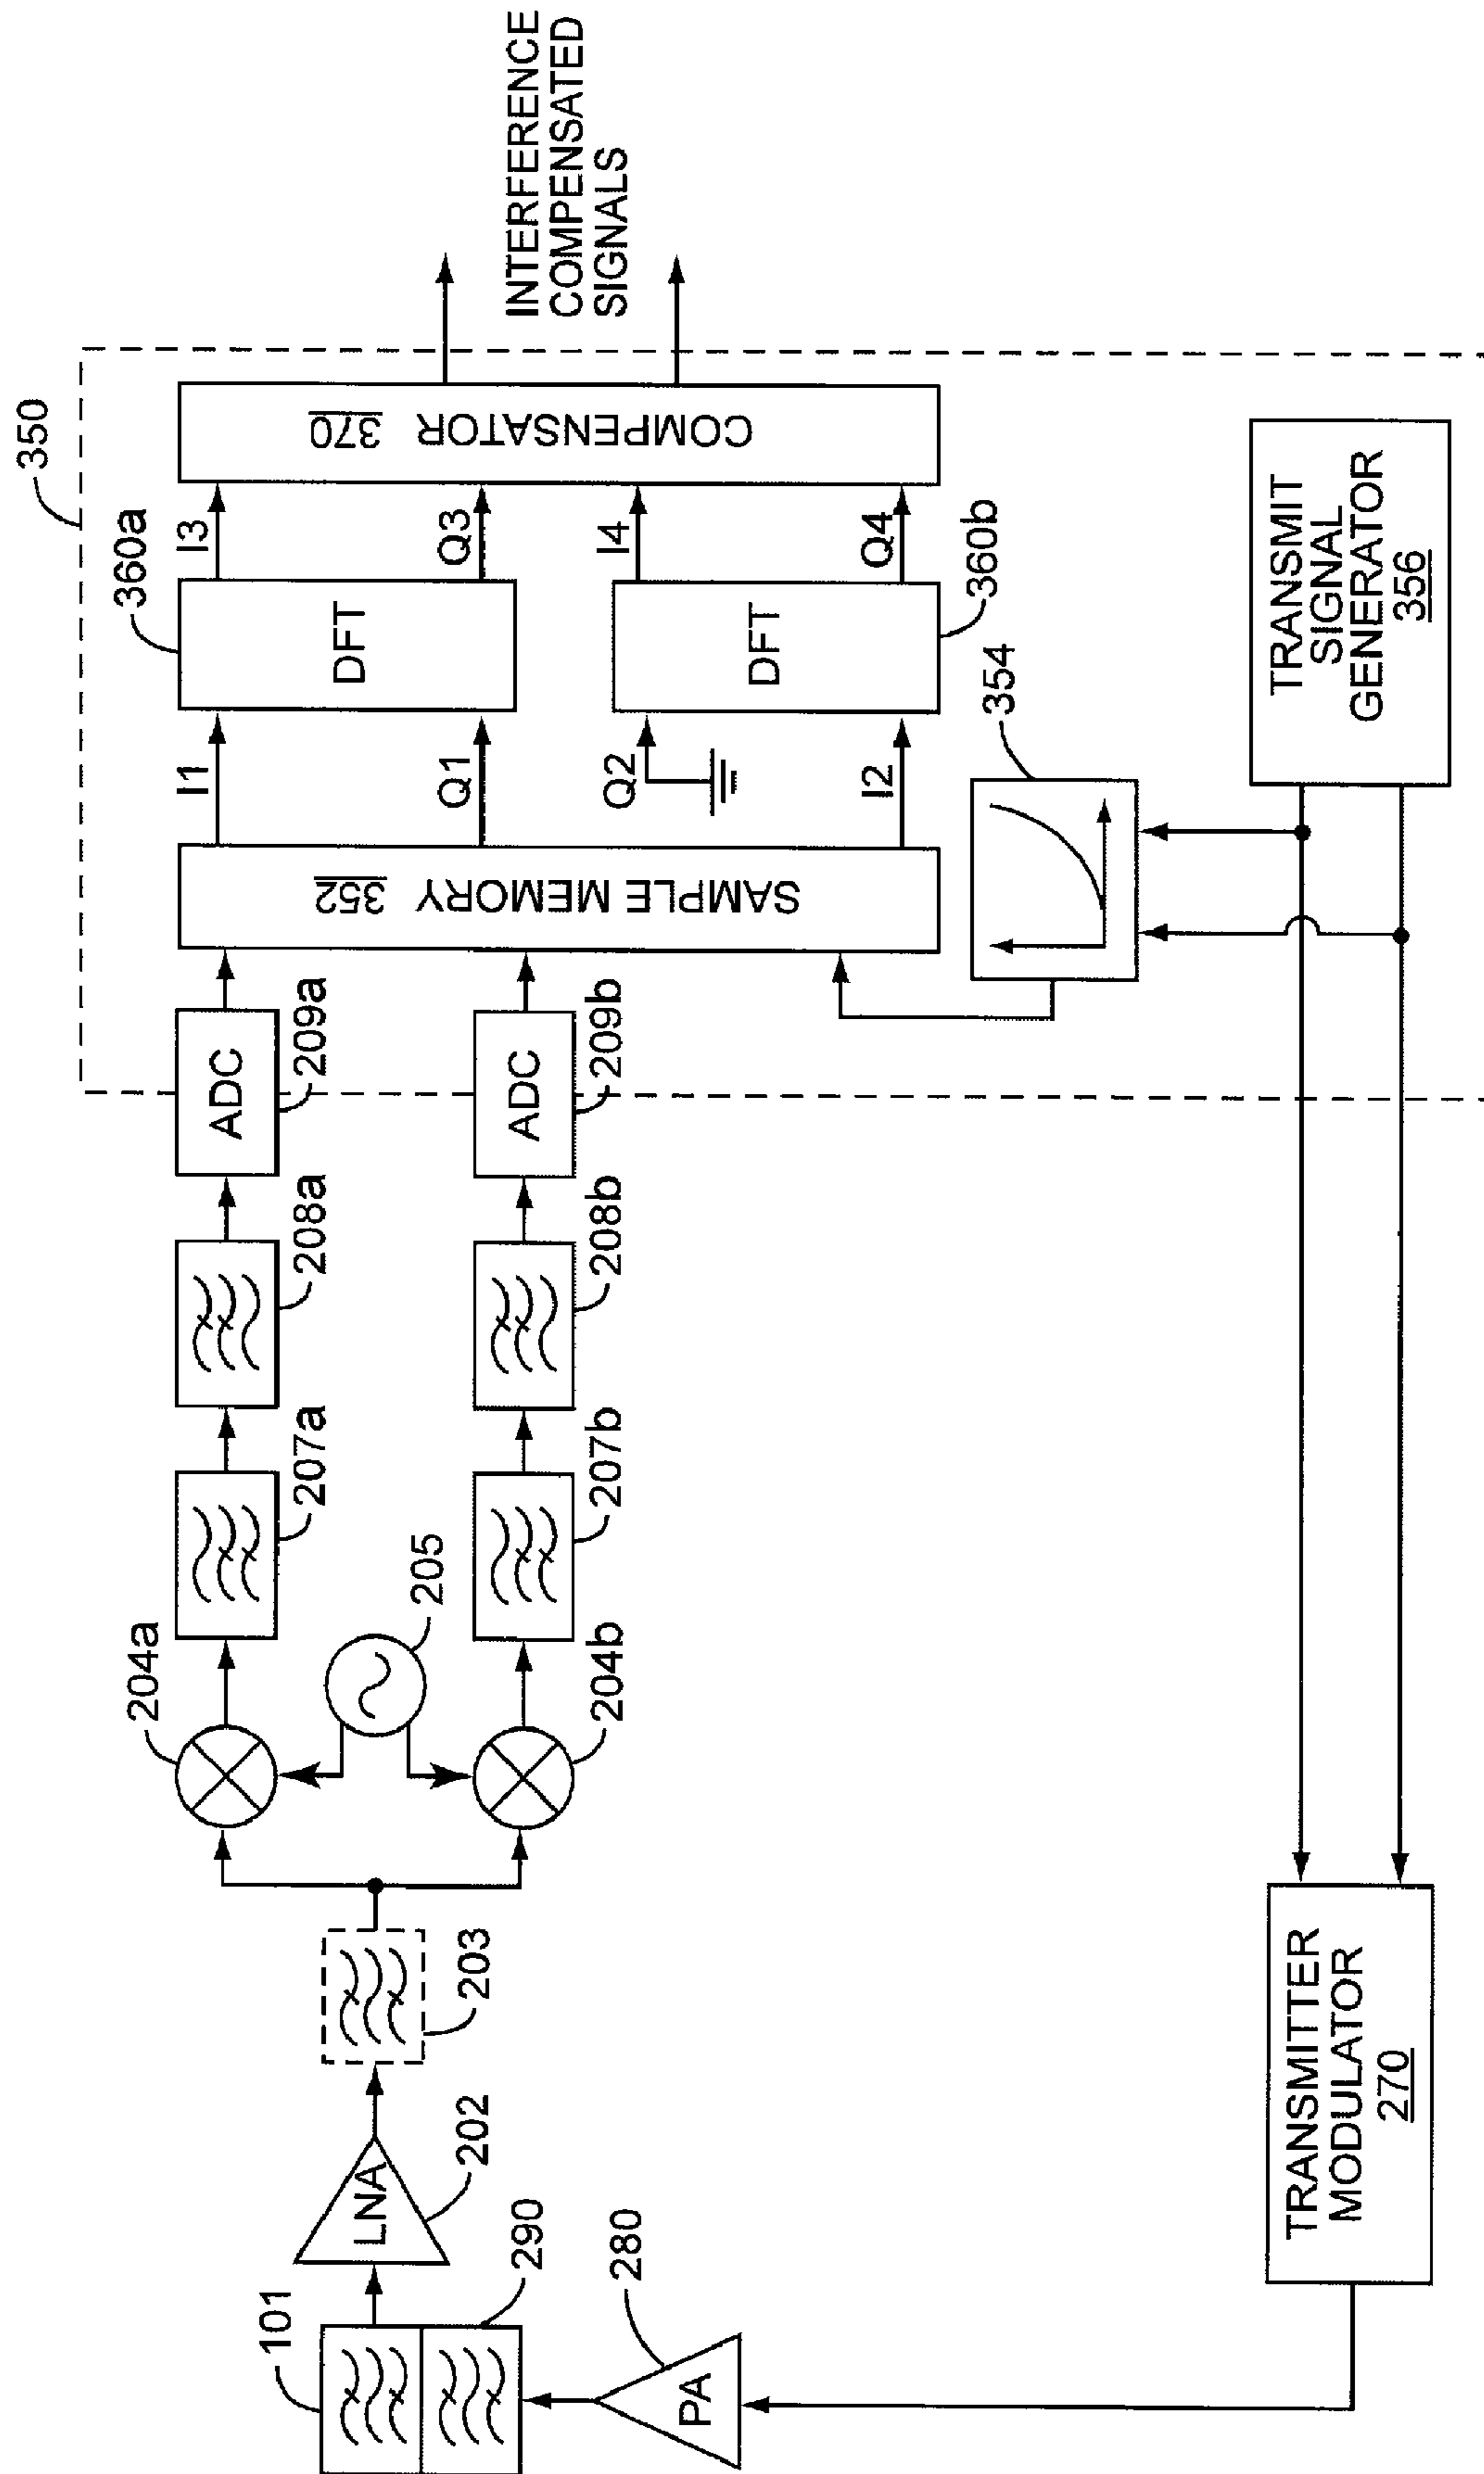 350
INTERFERENCE
COMPENSATED
SIGNALS
204a
207a
208a
ADC
209a
SAMPLE MEMORY 352
I1
Q1
Q2
I2
360a
DFT
DFT
360b
I3
Q3
I4
Q4
COMPENSATOR 370
101
LNA
202
290
203
205
204b
207b
208b
ADC
209b
354
280
PA
TRANSMITTER
MODULATOR
270
TRANSMIT
SIGNAL
GENERATOR
356